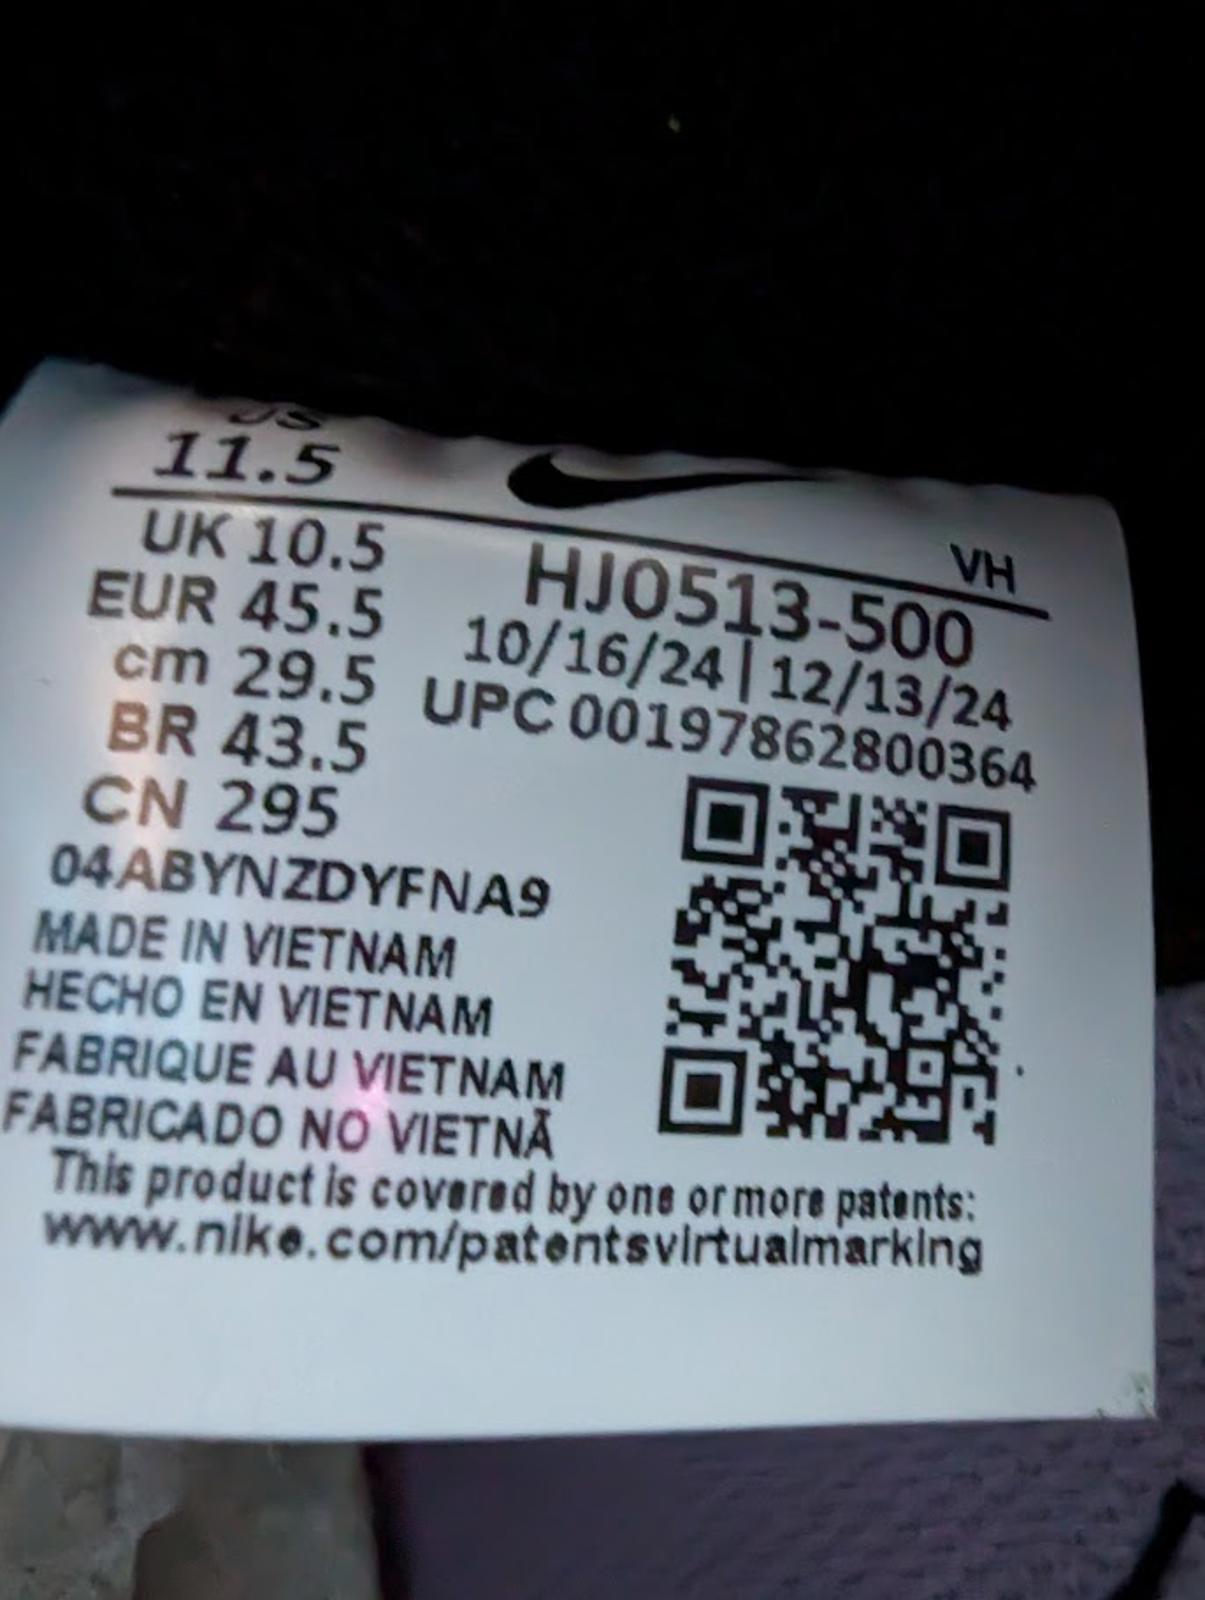 US
11.5
VH
UK 10.5
EUR 45.5
cm 29.5
BR 43.5
CN 295
HJ0513-500
10/16/24 | 12/13/24
UPC 00197862800364
04ABYNZDYFNA9
MADE IN VIETNAM
HECHO EN VIETNAM
FABRIQUE AU VIETNAM
FABRICADO NO VIETNÃ
This product is covered by one or more patents:
www.nike.com/patentsvirtualmarking